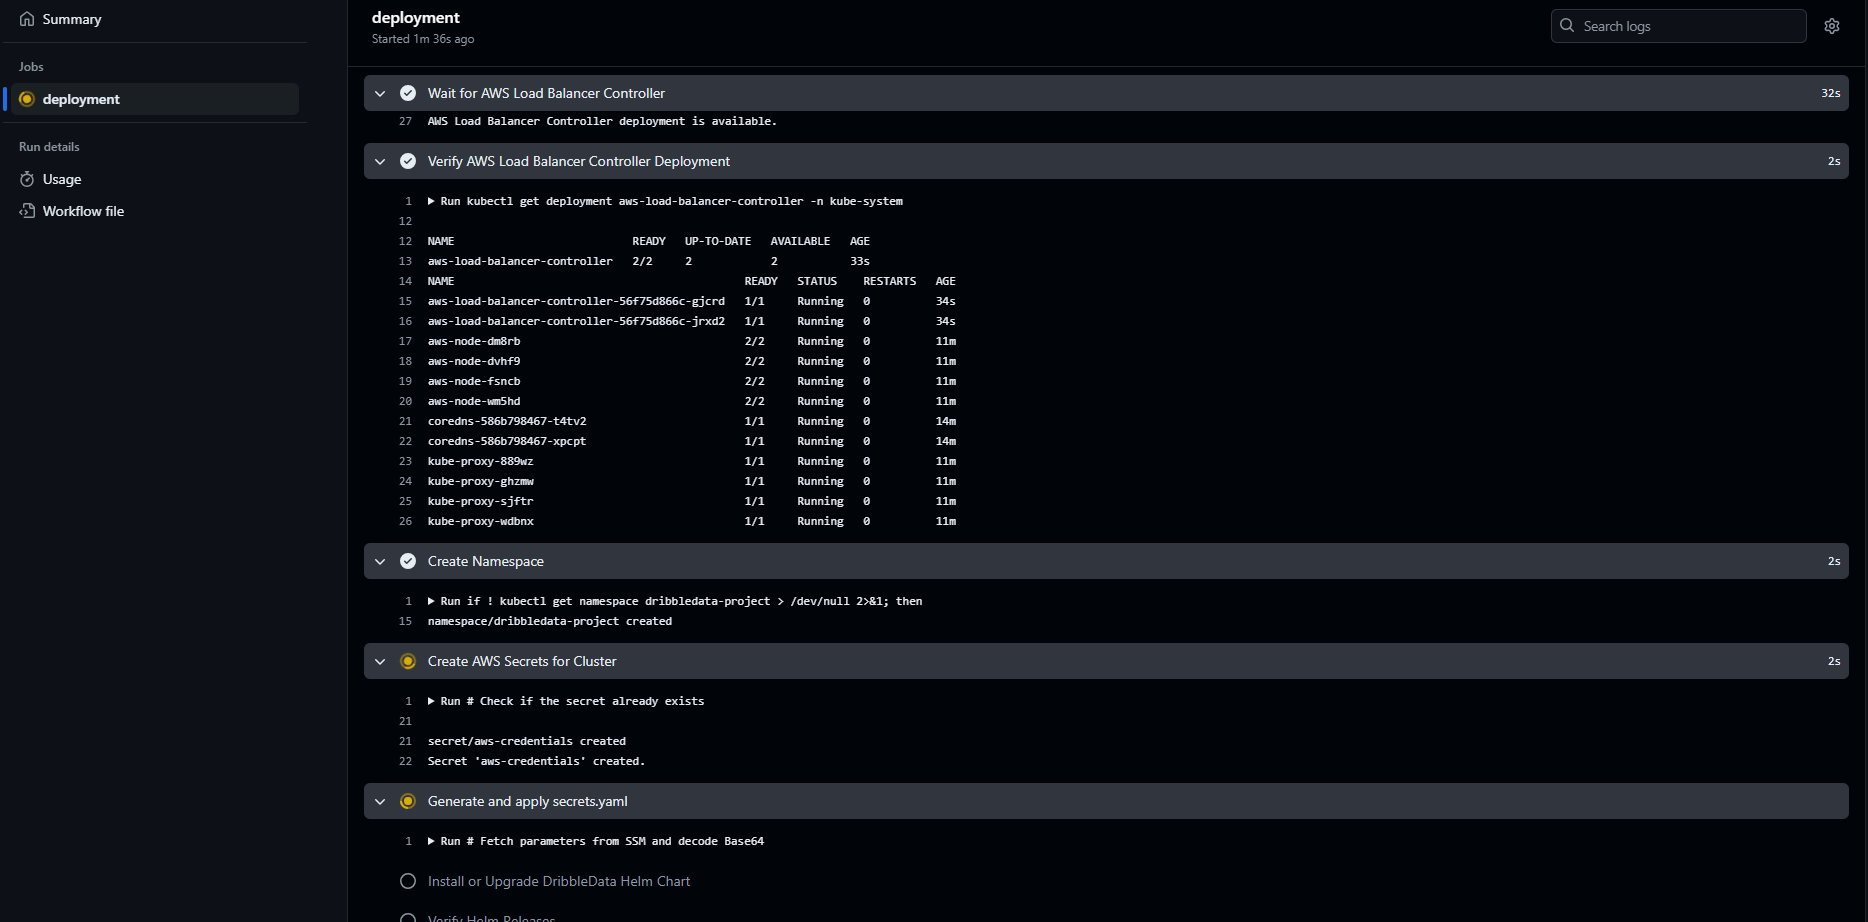 Summary
Jobs
deployment
Run details
Usage
Workflow file
deployment
Started 1m 36s ago
Search logs
Wait for AWS Load Balancer Controller 32s
27 AWS Load Balancer Controller deployment is available.
Verify AWS Load Balancer Controller Deployment 2s
1 Run kubectl get deployment aws-load-balancer-controller -n kube-system
12
12 NAME READY UP-TO-DATE AVAILABLE AGE
13 aws-load-balancer-controller 2/2 2 2 33s
14 NAME READY STATUS RESTARTS AGE
15 aws-load-balancer-controller-56f75d866c-gjcrd 1/1 Running 0 34s
16 aws-load-balancer-controller-56f75d866c-jrxd2 1/1 Running 0 34s
17 aws-node-dm8rb 2/2 Running 0 11m
18 aws-node-dvhf9 2/2 Running 0 11m
19 aws-node-fsncb 2/2 Running 0 11m
20 aws-node-wm5hd 2/2 Running 0 11m
21 coredns-586b798467-t4tv2 1/1 Running 0 14m
22 coredns-586b798467-xpcpt 1/1 Running 0 14m
23 kube-proxy-889wz 1/1 Running 0 11m
24 kube-proxy-ghzmw 1/1 Running 0 11m
25 kube-proxy-sjftr 1/1 Running 0 11m
26 kube-proxy-wdbnx 1/1 Running 0 11m
Create Namespace 2s
1 Run if ! kubectl get namespace dribbledata-project > /dev/null 2>&1; then
15 namespace/dribbledata-project created
Create AWS Secrets for Cluster 2s
1 Run # Check if the secret already exists
21
21 secret/aws-credentials created
22 Secret 'aws-credentials' created.
Generate and apply secrets.yaml
1 Run # Fetch parameters from SSM and decode Base64
Install or Upgrade DribbleData Helm Chart
Verify Helm Releases